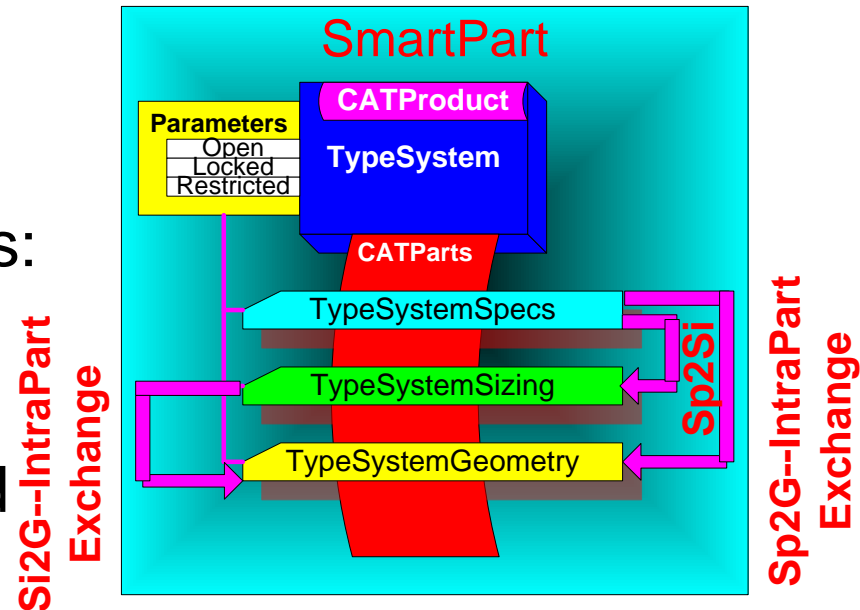 SmartPart
CATProduct
Parameters
Open
Locked
Restricted
TypeSystem
s:
CATParts
TypeSystemSpecs
TypeSystemSizing
TypeSystemGeometry
Si2G--IntraPart
Exchange
Sp2Si
Sp2G--IntraPart
Exchange